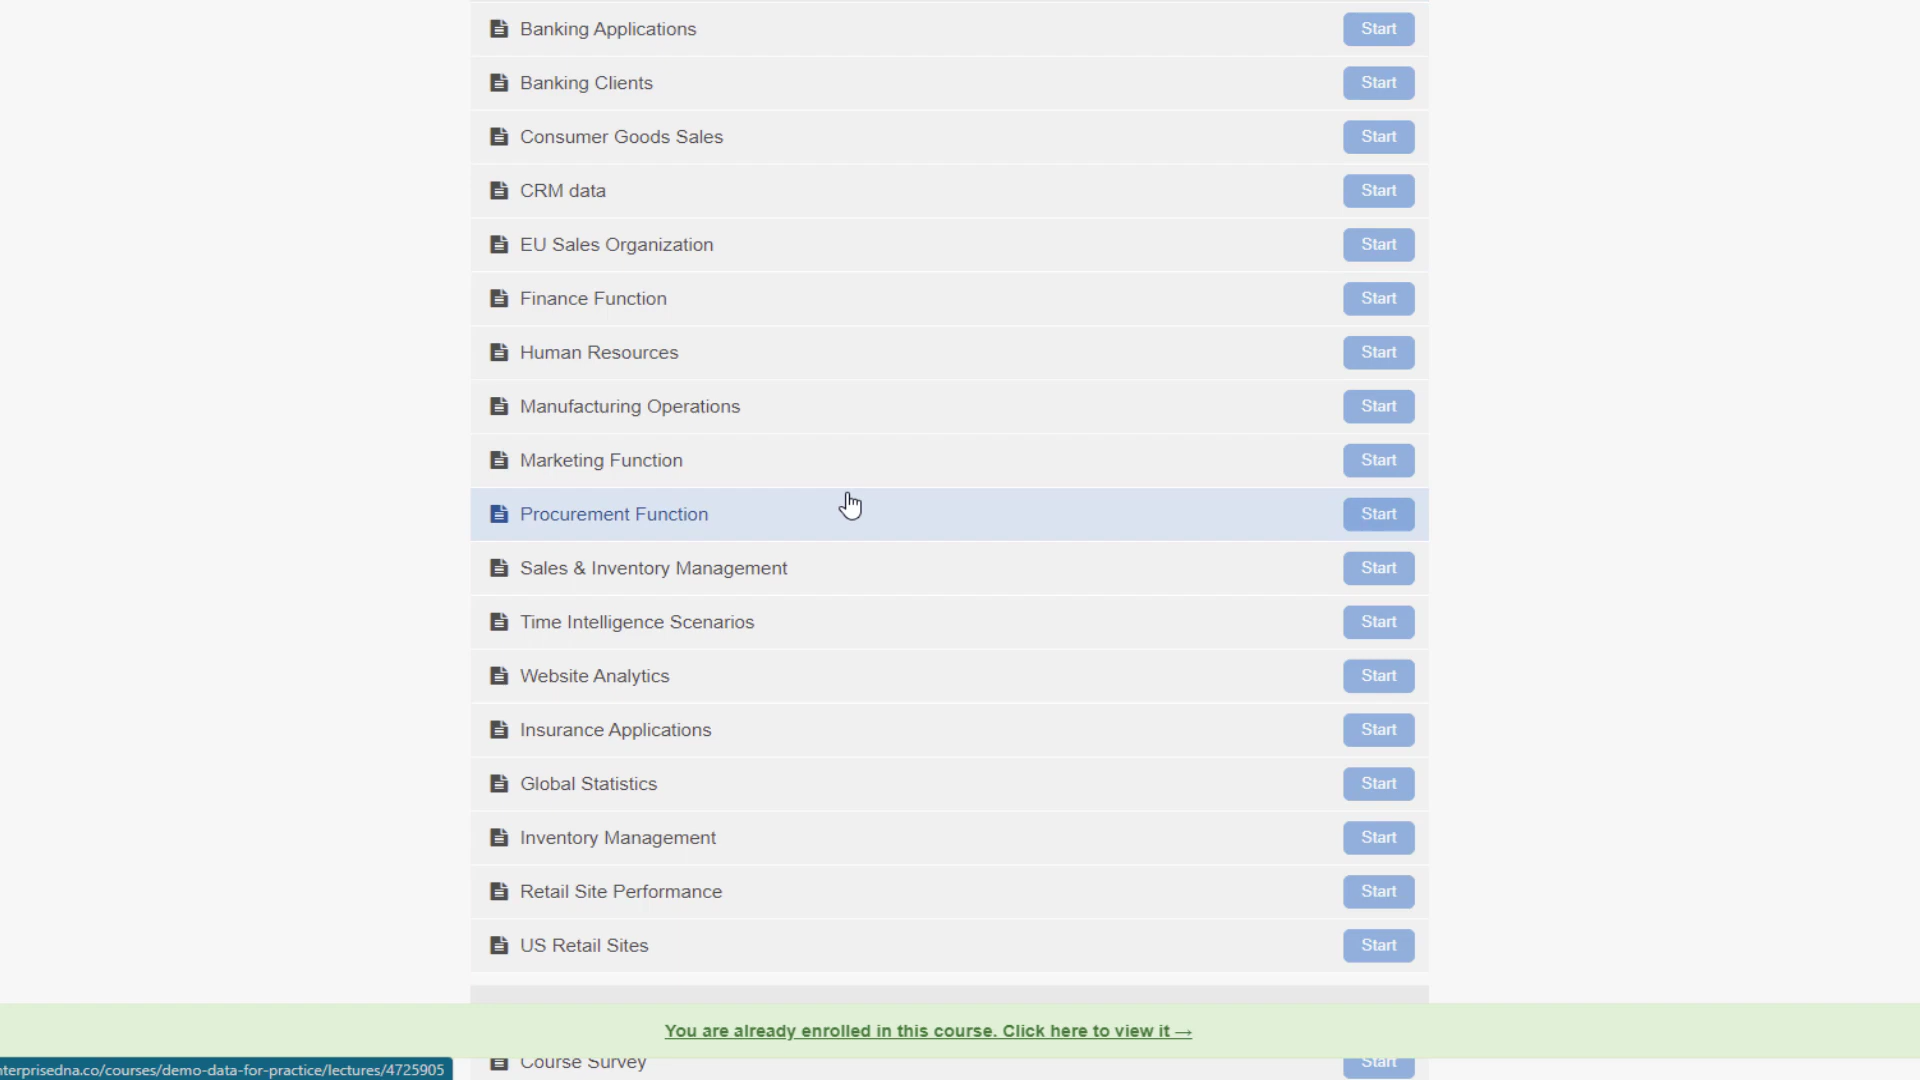 Banking Applications Start
Banking Clients Start
Consumer Goods Sales Start
CRM data Start
EU Sales Organization Start
Finance Function Start
Human Resources Start
Manufacturing Operations Start
Marketing Function Start
Procurement Function Start
Sales & Inventory Management Start
Time Intelligence Scenarios Start
Website Analytics Start
Insurance Applications Start
Global Statistics Start
Inventory Management Start
Retail Site Performance Start
US Retail Sites Start
You are already enrolled in this course. Click here to view it →
Course Survey Start
nterprisedna.co/courses/demo-data-for-practice/lectures/4725905